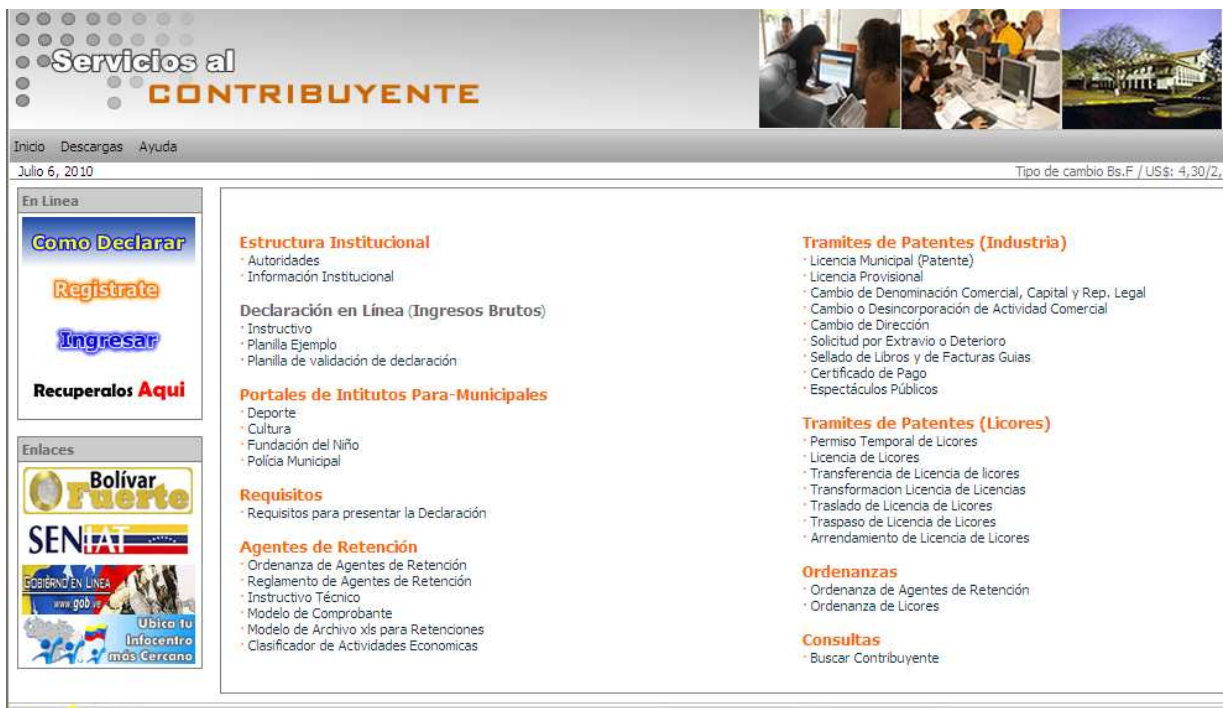 Servicios al
CONTRIBUYENTE
Inicio Descargas Ayuda
Julio 6, 2010
Tipo de cambio Bs.F / US$: 4,30/2,
En Linea
Como Declarar
Registrate
Ingresar
Recuperalos Aqui
Enlaces
Bolívar
Fuerte
SENIAT
GOBIERNO EN LINEA
www.gob.ve
Ubica tu
Infocentro
más Cercano
Estructura Institucional
Autoridades
Información Institucional
Declaración en Línea (Ingresos Brutos)
Instructivo
Planilla Ejemplo
Planilla de validación de declaración
Portales de Intitutos Para-Municipales
Deporte
Cultura
Fundación del Niño
Polícia Municipal
Requisitos
Requisitos para presentar la Declaración
Agentes de Retención
Ordenanza de Agentes de Retención
Reglamento de Agentes de Retención
Instructivo Técnico
Modelo de Comprobante
Modelo de Archivo xls para Retenciones
Clasificador de Actividades Economicas
Tramites de Patentes (Industria)
Licencia Municipal (Patente)
Licencia Provisional
Cambio de Denominación Comercial, Capital y Rep. Legal
Cambio o Desincorporación de Actividad Comercial
Cambio de Dirección
Solicitud por Extravio o Deterioro
Sellado de Libros y de Facturas Guias
Certificado de Pago
Espectáculos Públicos
Tramites de Patentes (Licores)
Permiso Temporal de Licores
Licencia de Licores
Transferencia de Licencia de licores
Transformacion Licencia de Licencias
Traslado de Licencia de Licores
Traspaso de Licencia de Licores
Arrendamiento de Licencia de Licores
Ordenanzas
Ordenanza de Agentes de Retención
Ordenanza de Licores
Consultas
Buscar Contribuyente